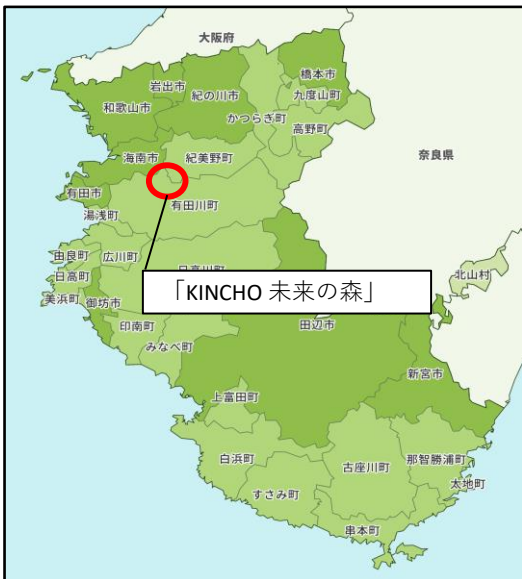 大阪府
橋本市
岩出市
紀の川市
和歌山市
かつらぎ町
九度山町
高野町
海南市
紀美野町
奈良県
有田市
有田川町
湯浅町
由良町
広川町
日高川町
日高町
北山村
「KINCHO 未来の森」
美浜町
御坊市
印南町
田辺市
みなべ町
新宮市
上富田町
白浜町
古座川町
那智勝浦町
太地町
すさみ町
串本町